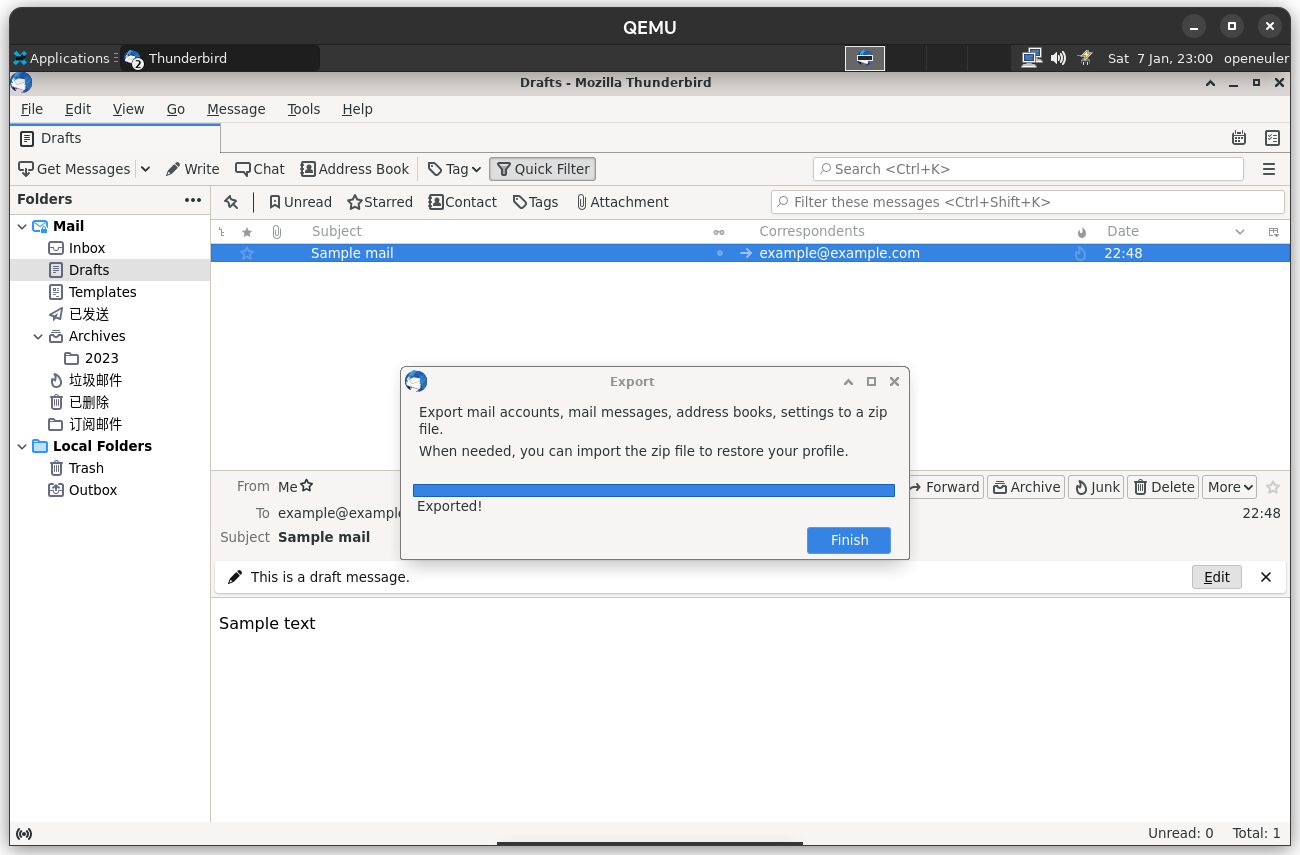 QEMU
Applications
2
Thunderbird
Sat 7 Jan, 23:00
openeuler
Drafts - Mozilla Thunderbird
File Edit View Go Message Tools Help
Drafts
Get Messages Write Chat Address Book Tag Quick Filter Search <Ctrl+K>
Folders
Unread Starred Contact Tags Attachment Filter these messages <Ctrl+Shift+K>
Subject Correspondents Date
Sample mail example@example.com 22:48
Mail
Inbox
Drafts
Templates
已发送
Archives
2023
垃圾邮件
已删除
订阅邮件
Local Folders
Trash
Outbox
Export
Export mail accounts, mail messages, address books, settings to a zip
file.
When needed, you can import the zip file to restore your profile.
Exported!
Finish
From Me Forward Archive Junk Delete More
To example@example 22:48
Subject Sample mail
This is a draft message. Edit
Sample text
Unread: 0 Total: 1